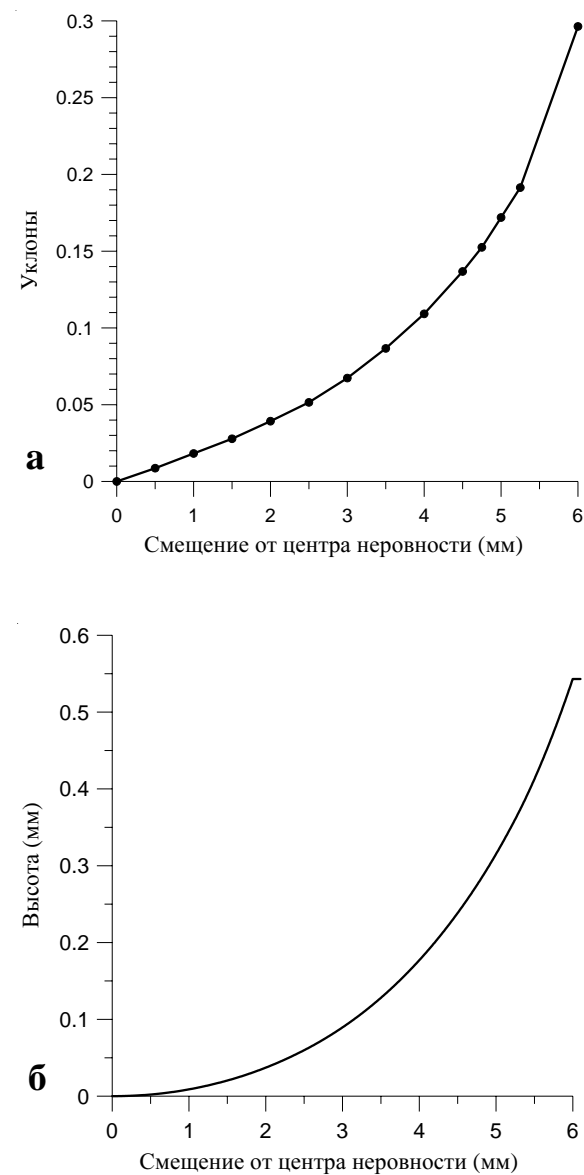 0.3
0.25
0.2
0.15
0.1
0.05
0
Уклоны
а
0 1 2 3 4 5 6
Смещение от центра неровности (мм)
0.6
0.5
0.4
0.3
0.2
0.1
0
Высота (мм)
б
0 1 2 3 4 5 6
Смещение от центра неровности (мм)